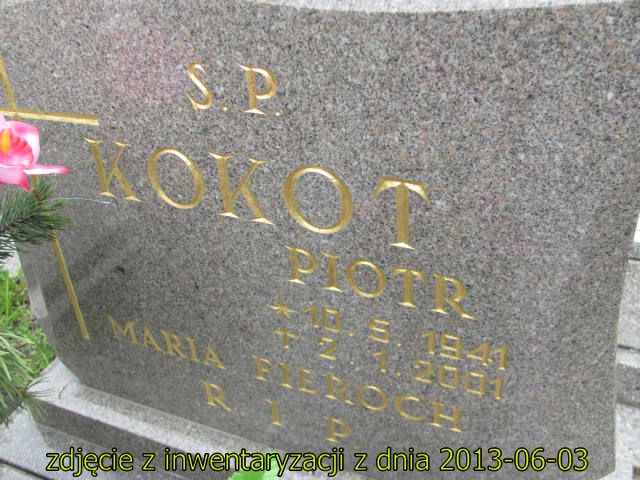 S. P.
KOKOT
PIOTR
* 10. 5. 1941
† 2. 1. 2001
MARIA FIEROCH
R. I. P.
zdjęcie z inwentaryzacji z dnia 2013-06-03